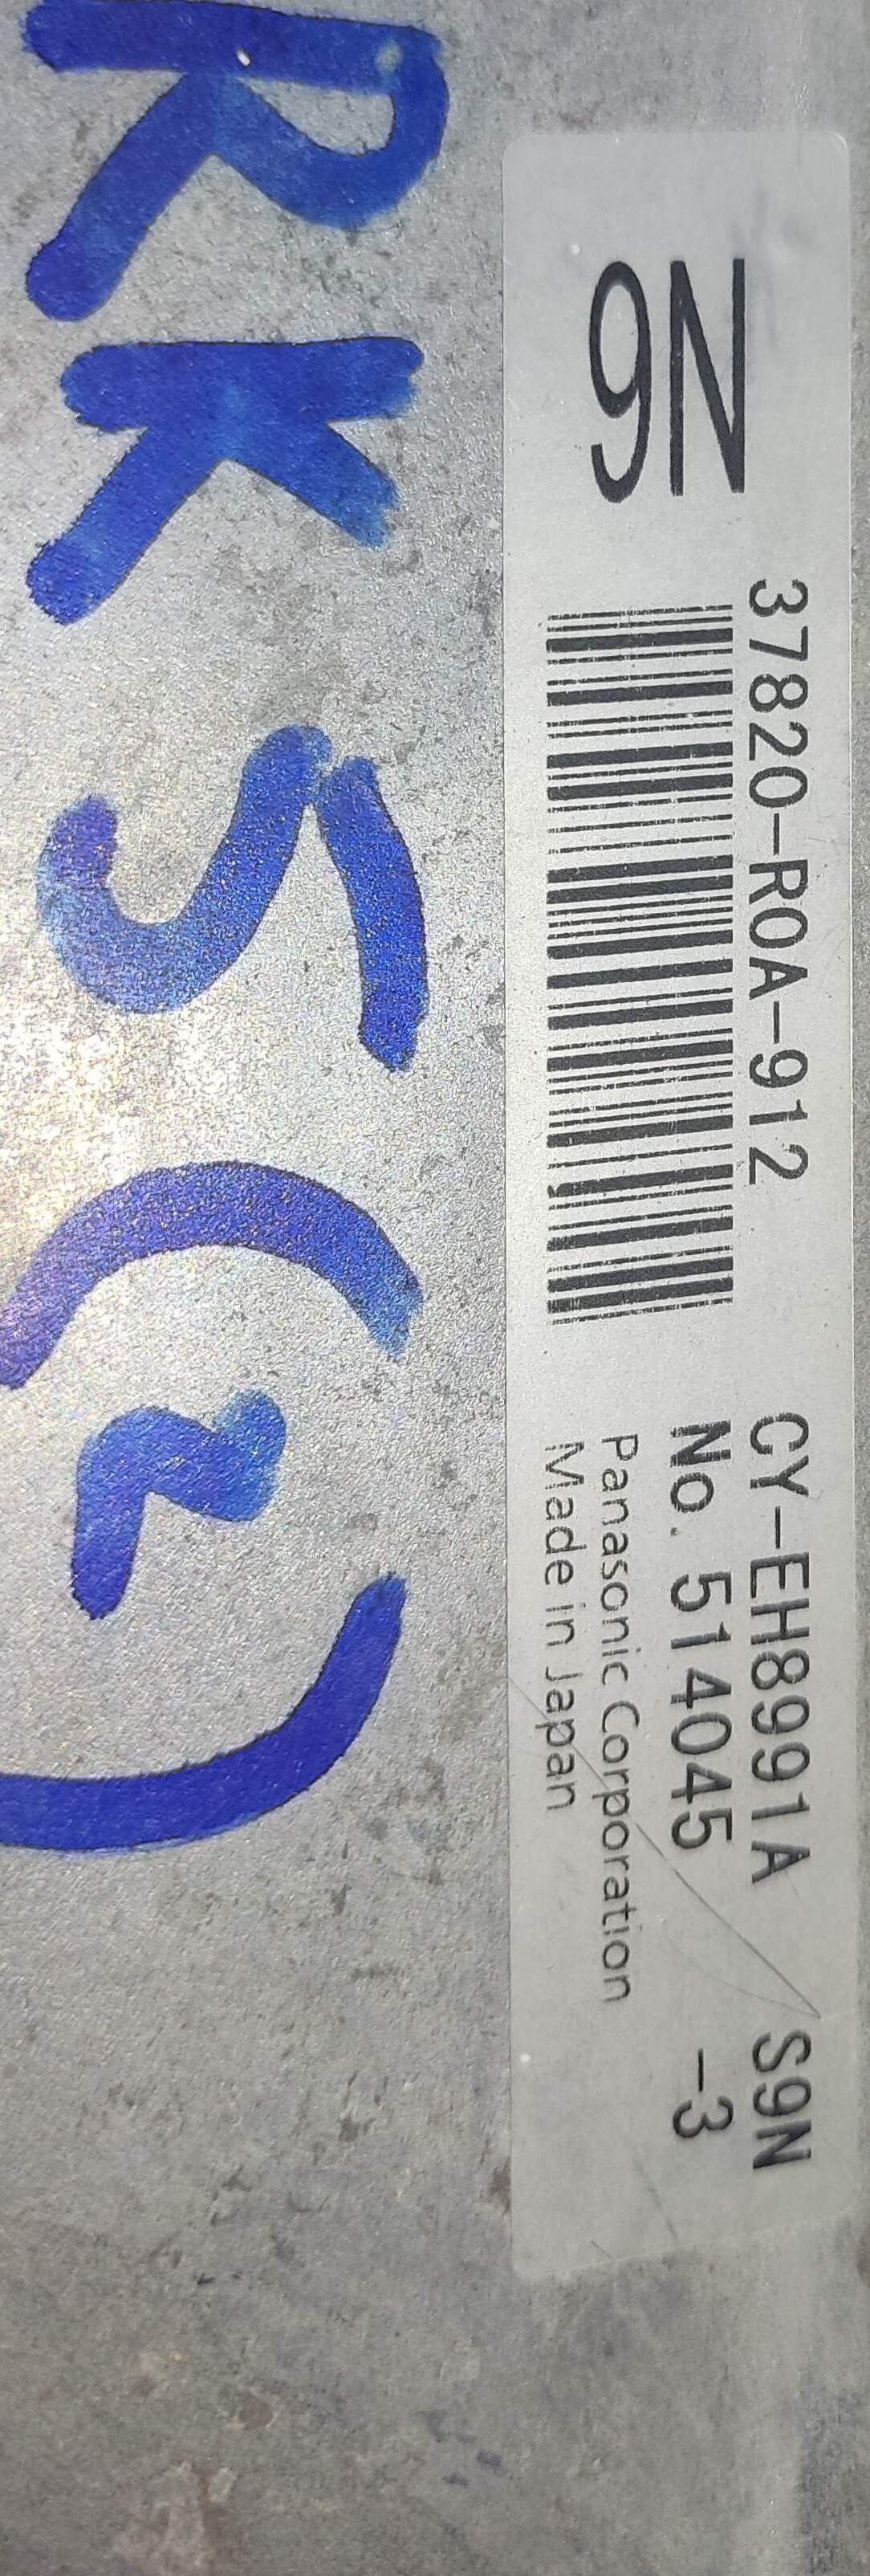 37820-R0A-912
CY-EH8991A S9N
9N
No. 514045 -3
Panasonic Corporation
Made in Japan
RK5(2)